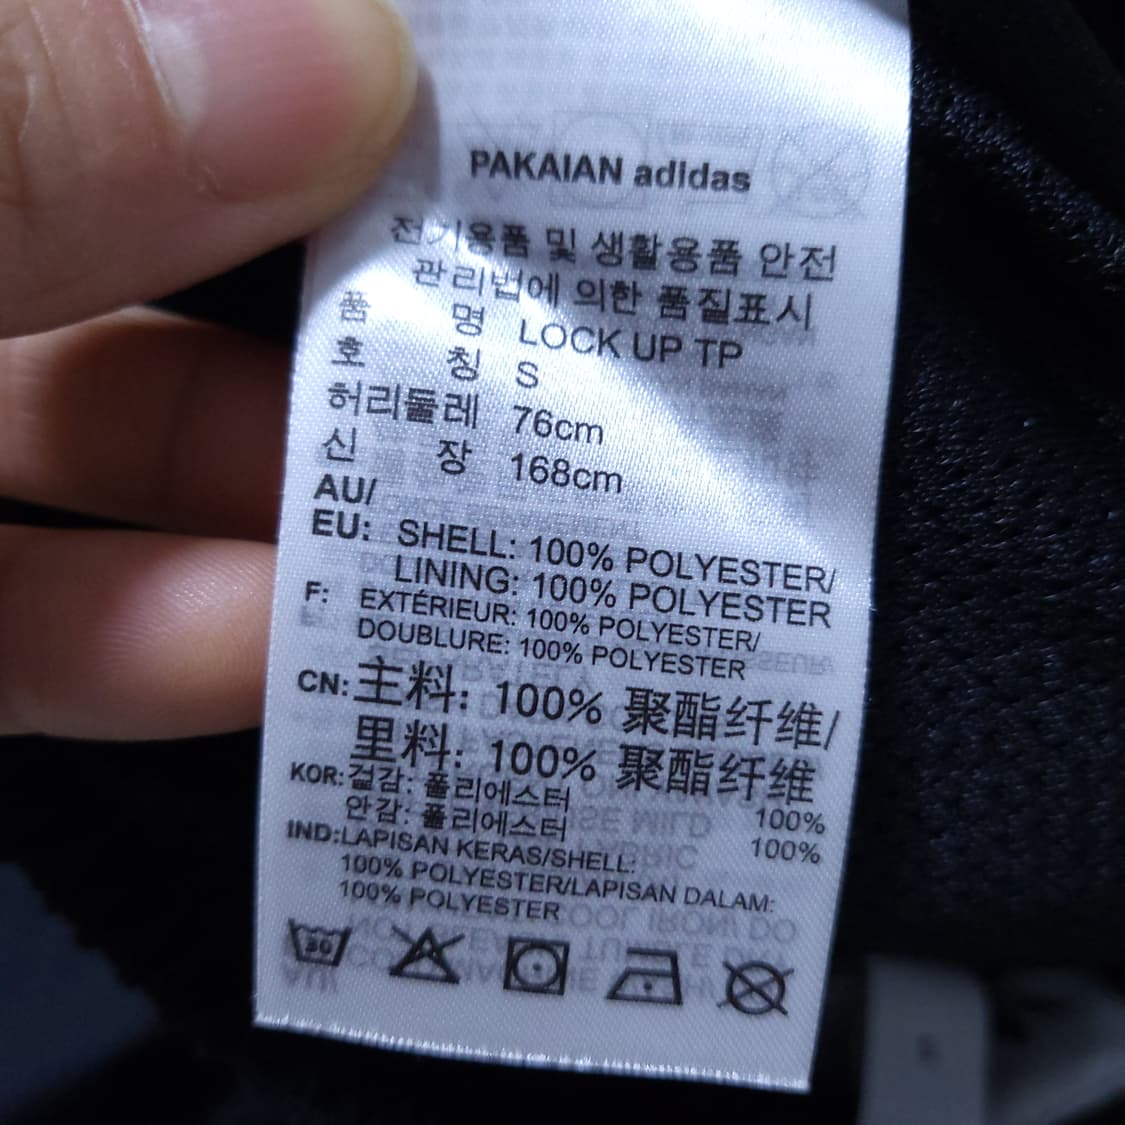 PAKAIAN adidas
전기용품 및 생활용품 안전
관리법에 의한 품질표시
품 명 LOCK UP TP
호 칭 S
허리둘레 76cm
신 장 168cm
AU/
EU: SHELL: 100% POLYESTER/
LINING: 100% POLYESTER
F: EXTÉRIEUR: 100% POLYESTER/
DOUBLURE: 100% POLYESTER
CN: 主料: 100% 聚酯纤维/
里料: 100% 聚酯纤维
KOR: 겉감: 폴리에스터 100%
안감: 폴리에스터 100%
IND: LAPISAN KERAS/SHELL:
100% POLYESTER/LAPISAN DALAM:
100% POLYESTER
30